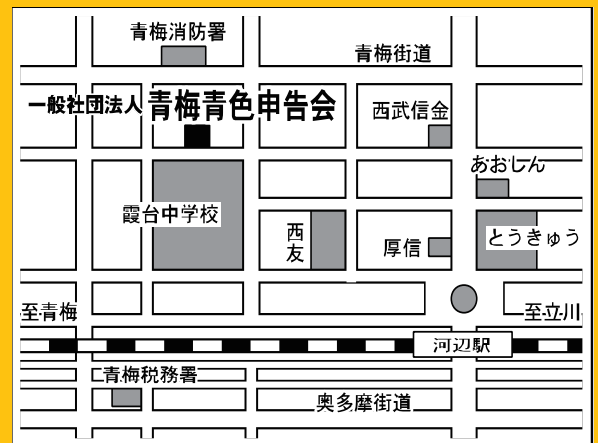 青梅消防署
青梅街道
一般社団法人 青梅青色申告会
西武信金
あおしん
霞台中学校
西友
厚信
とうきゅう
至青梅
至立川
河辺駅
青梅税務署
奥多摩街道